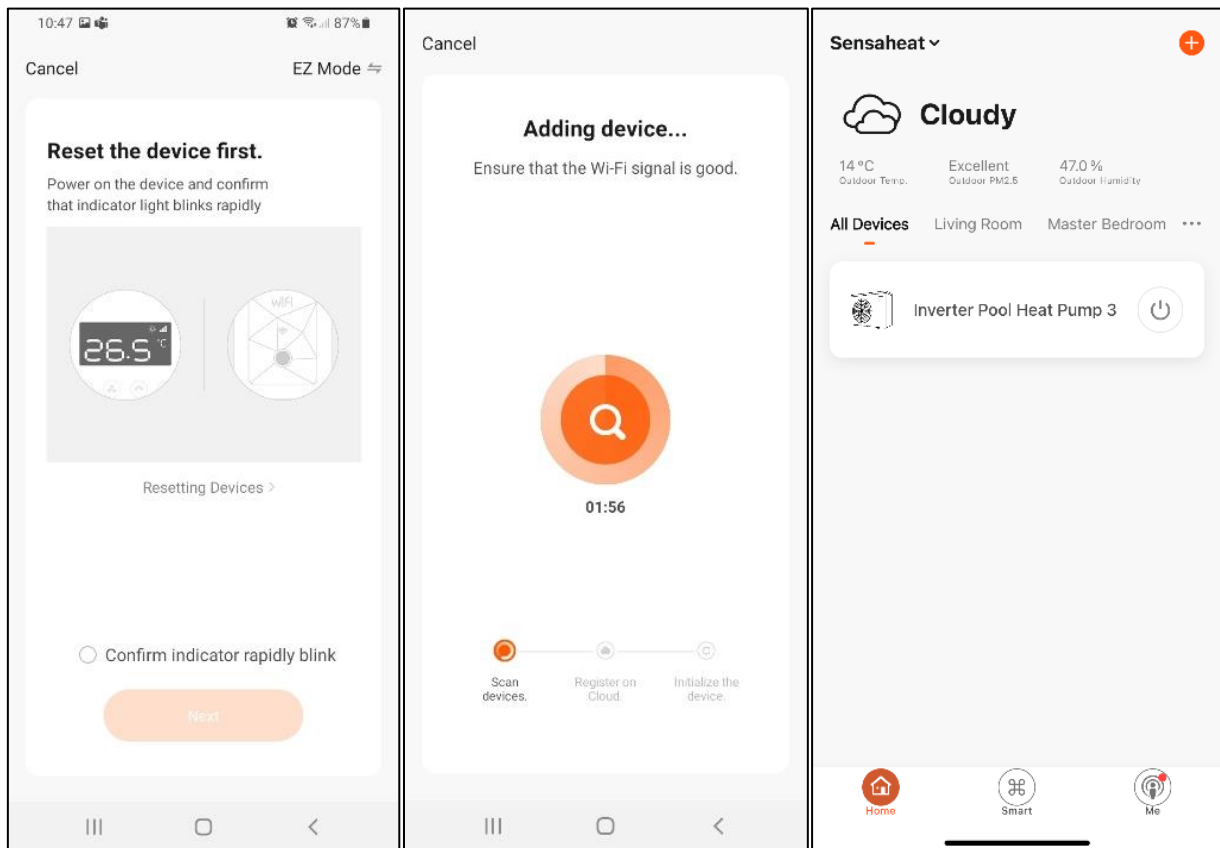 10:47 87%
Cancel EZ Mode
Reset the device first.
Power on the device and confirm
that indicator light blinks rapidly
26.5 °C
wifi
Resetting Devices >
Confirm indicator rapidly blink
Next
Cancel
Adding device...
Ensure that the Wi-Fi signal is good.
01:56
Scan
devices.
Register on
Cloud.
Initialize the
device.
Sensaheat
Cloudy
14 °C Excellent 47.0 %
Outdoor Temp. Outdoor PM2.5 Outdoor Humidity
All Devices Living Room Master Bedroom ...
Inverter Pool Heat Pump 3
Home Smart Me